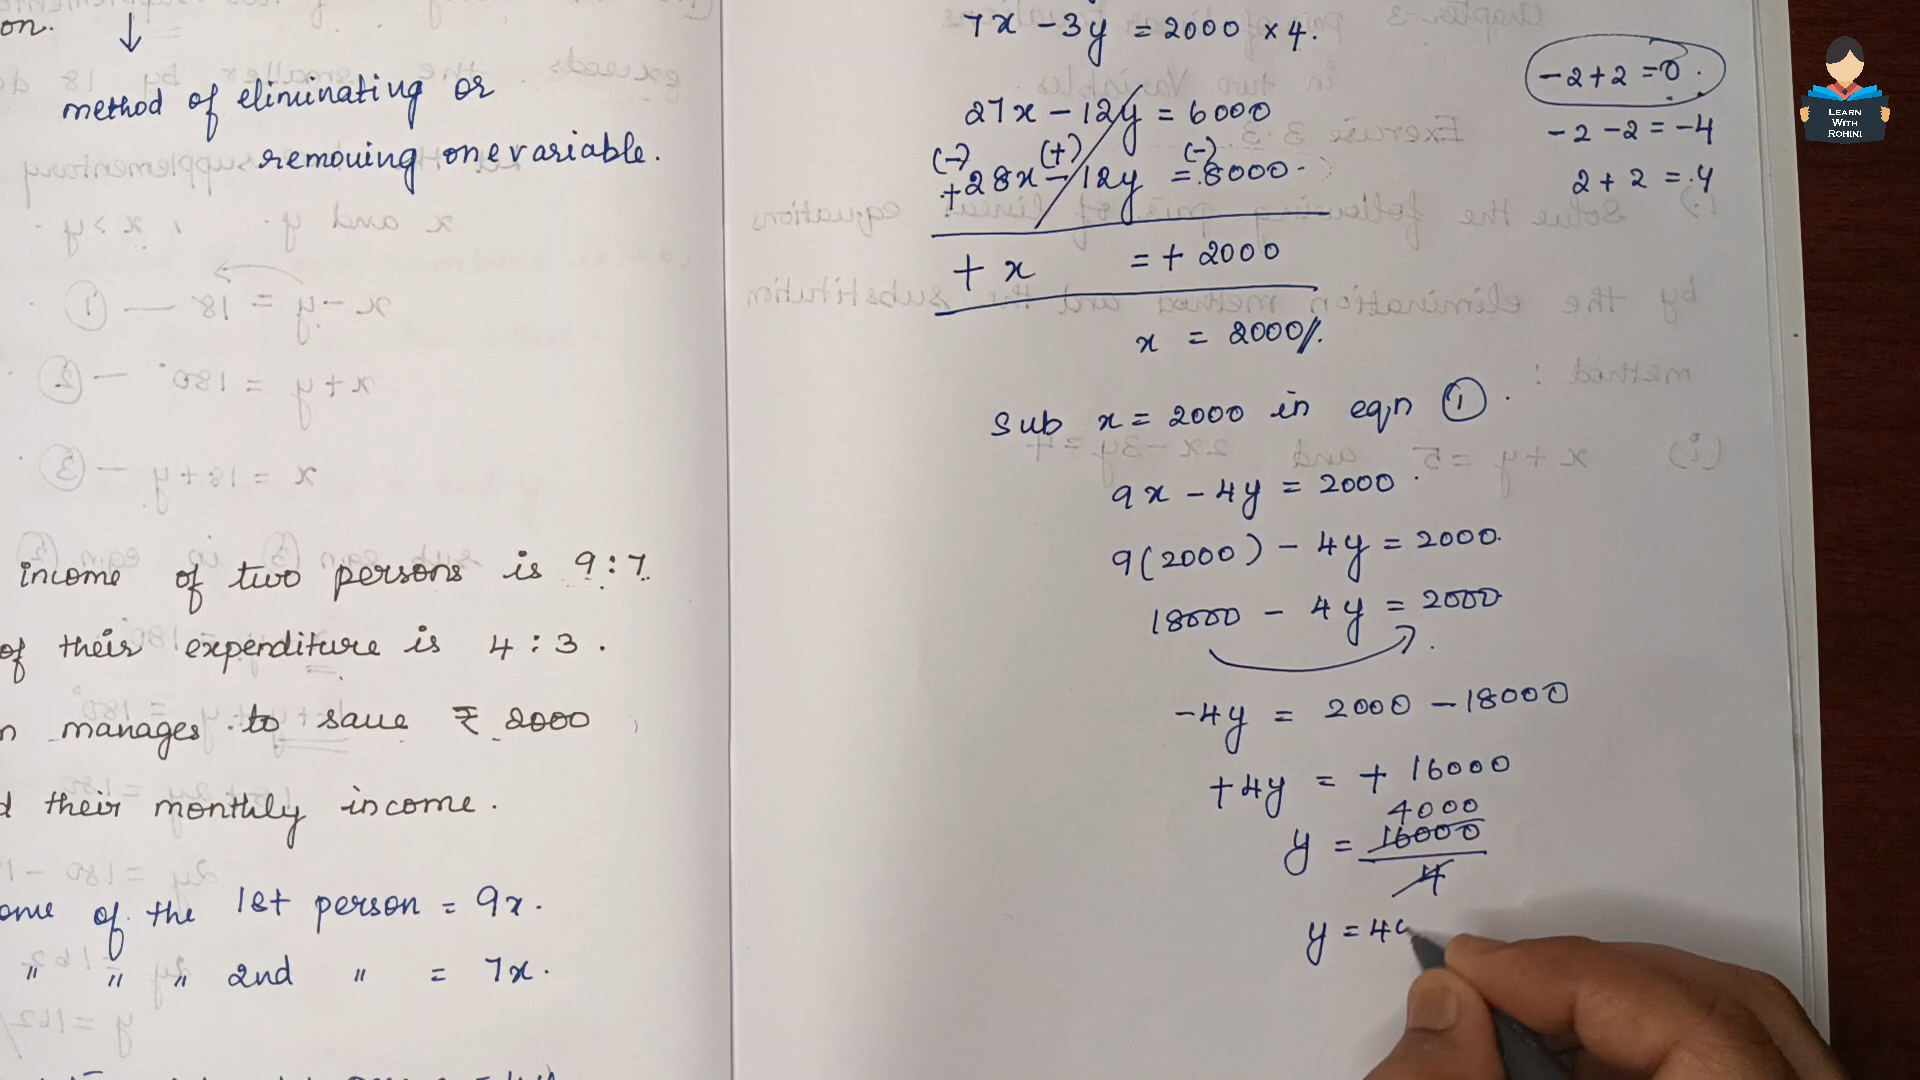 on.
method of eliminating or
removing one variable.
income of two persons is 9:7
of their expenditure is 4 : 3 .
manages to save ₹ 2000
their monthly income .
of the 1st person = 9x.
" " " 2nd " = 7x.
7x - 3y = 2000 × 4.
27x - 12y = 6000
(-) (+) (-)
+28x - 12y = 8000
+ x = + 2000
x = 2000//.
Sub x = 2000 in eqn ①.
9x - 4y = 2000
9(2000) - 4y = 2000.
18000 - 4y = 2000
-4y = 2000 - 18000
+4y = + 16000
4000
y = 16000
4
y = 40
-2+2 = 0.
-2 -2 = -4
2 + 2 = 4
LEARN
WITH
ROHINI